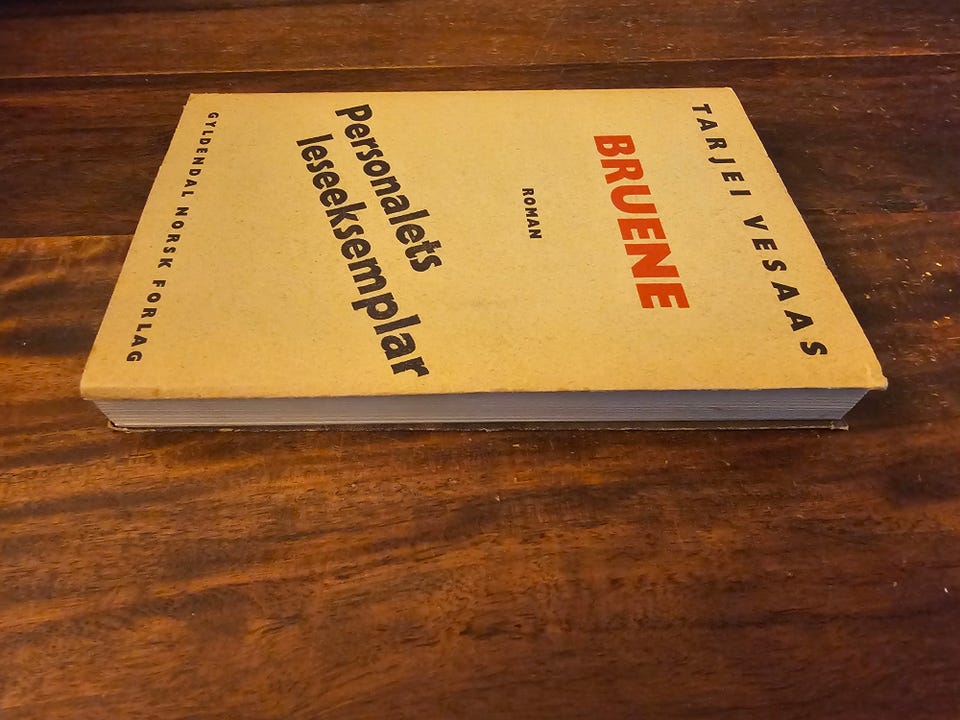 TARJEI VESAAS
BRUENE
ROMAN
Personalets
leseeksemplar
GYLDENDAL NORSK FORLAG